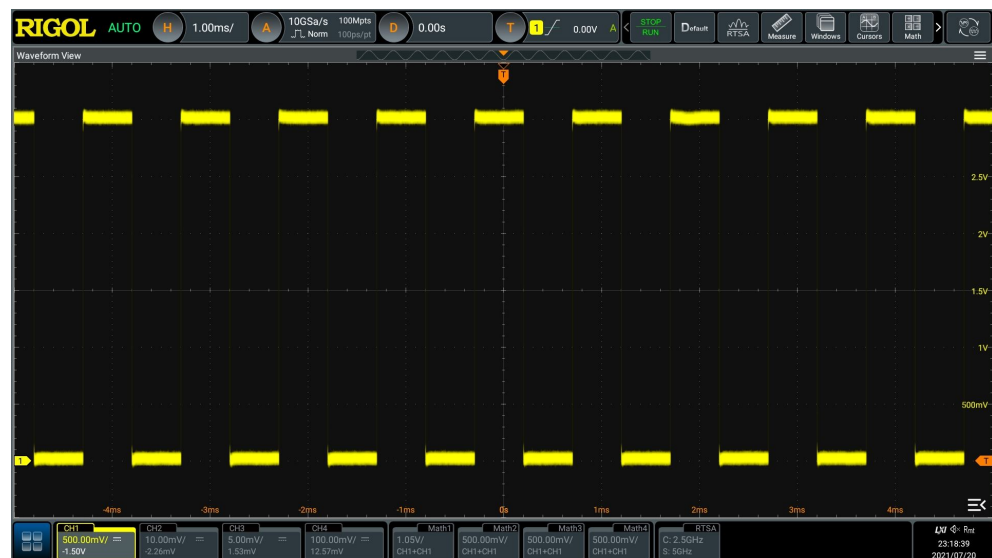 RIGOL AUTO H 1.00ms/ A 10GSa/s 100Mpts D 0.00s T 1 0.00V A < STOP Default RTSA Measure Windows Cursors Math >
Norm 100ps/pt RUN
Waveform View
T
2.5V
2V
1.5V
1V
500mV
1 T
-4ms -3ms -2ms -1ms 0s 1ms 2ms 3ms 4ms
CH1 CH2 CH3 CH4 Math1 Math2 Math3 Math4 RTSA LXI Rmt
500.00mV/ 10.00mV/ 5.00mV/ 100.00mV/ 1.05V/ 500.00mV/ 500.00mV/ 500.00mV/ C: 2.5GHz 23:18:39
-1.50V -2.26mV 1.53mV 12.57mV CH1+CH1 CH1+CH1 CH1+CH1 CH1+CH1 S: 5GHz 2021/07/20